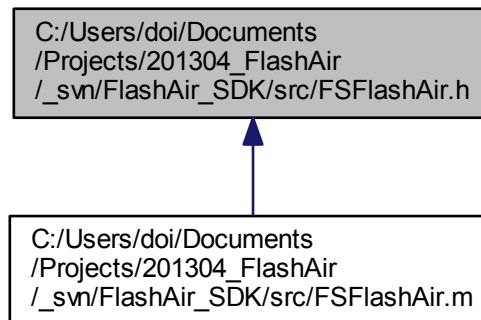 C:/Users/doi/Documents
/Projects/201304_FlashAir
/_svn/FlashAir_SDK/src/FSFlashAir.h
C:/Users/doi/Documents
/Projects/201304_FlashAir
/_svn/FlashAir_SDK/src/FSFlashAir.m